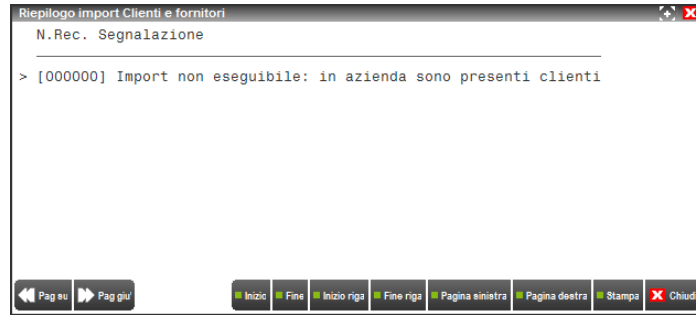 Riepilogo import Clienti e fornitori
N.Rec. Segnalazione
> [000000] Import non eseguibile: in azienda sono presenti clienti
Pag su Pag giu' Inizio Fine Inizio riga Fine riga Pagina sinistra Pagina destra Stampa Chiudi